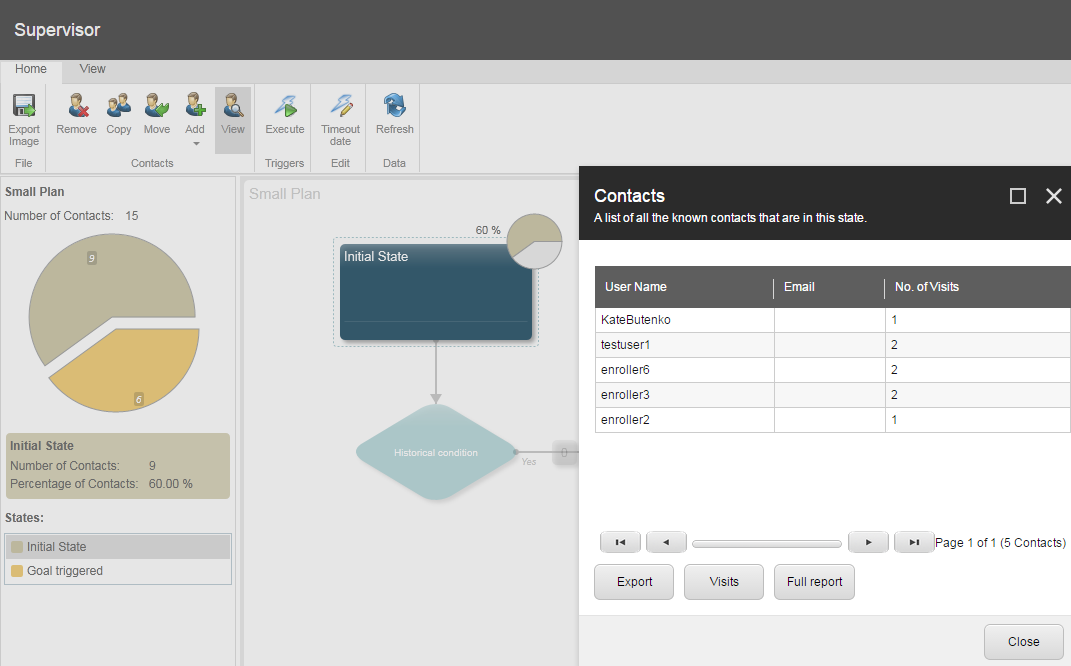 Supervisor
Home View
Export Image
Remove Copy Move Add View Execute Timeout date Refresh
File Contacts Triggers Edit Data
Small Plan
Number of Contacts: 15
9
6
Initial State
Number of Contacts: 9
Percentage of Contacts: 60.00 %
States:
Initial State
Goal triggered
Small Plan
60 %
Initial State
Historical condition
Yes
0
Contacts
A list of all the known contacts that are in this state.
User Name Email No. of Visits
KateButenko 1
testuser1 2
enroller6 2
enroller3 2
enroller2 1
Page 1 of 1 (5 Contacts)
Export Visits Full report
Close